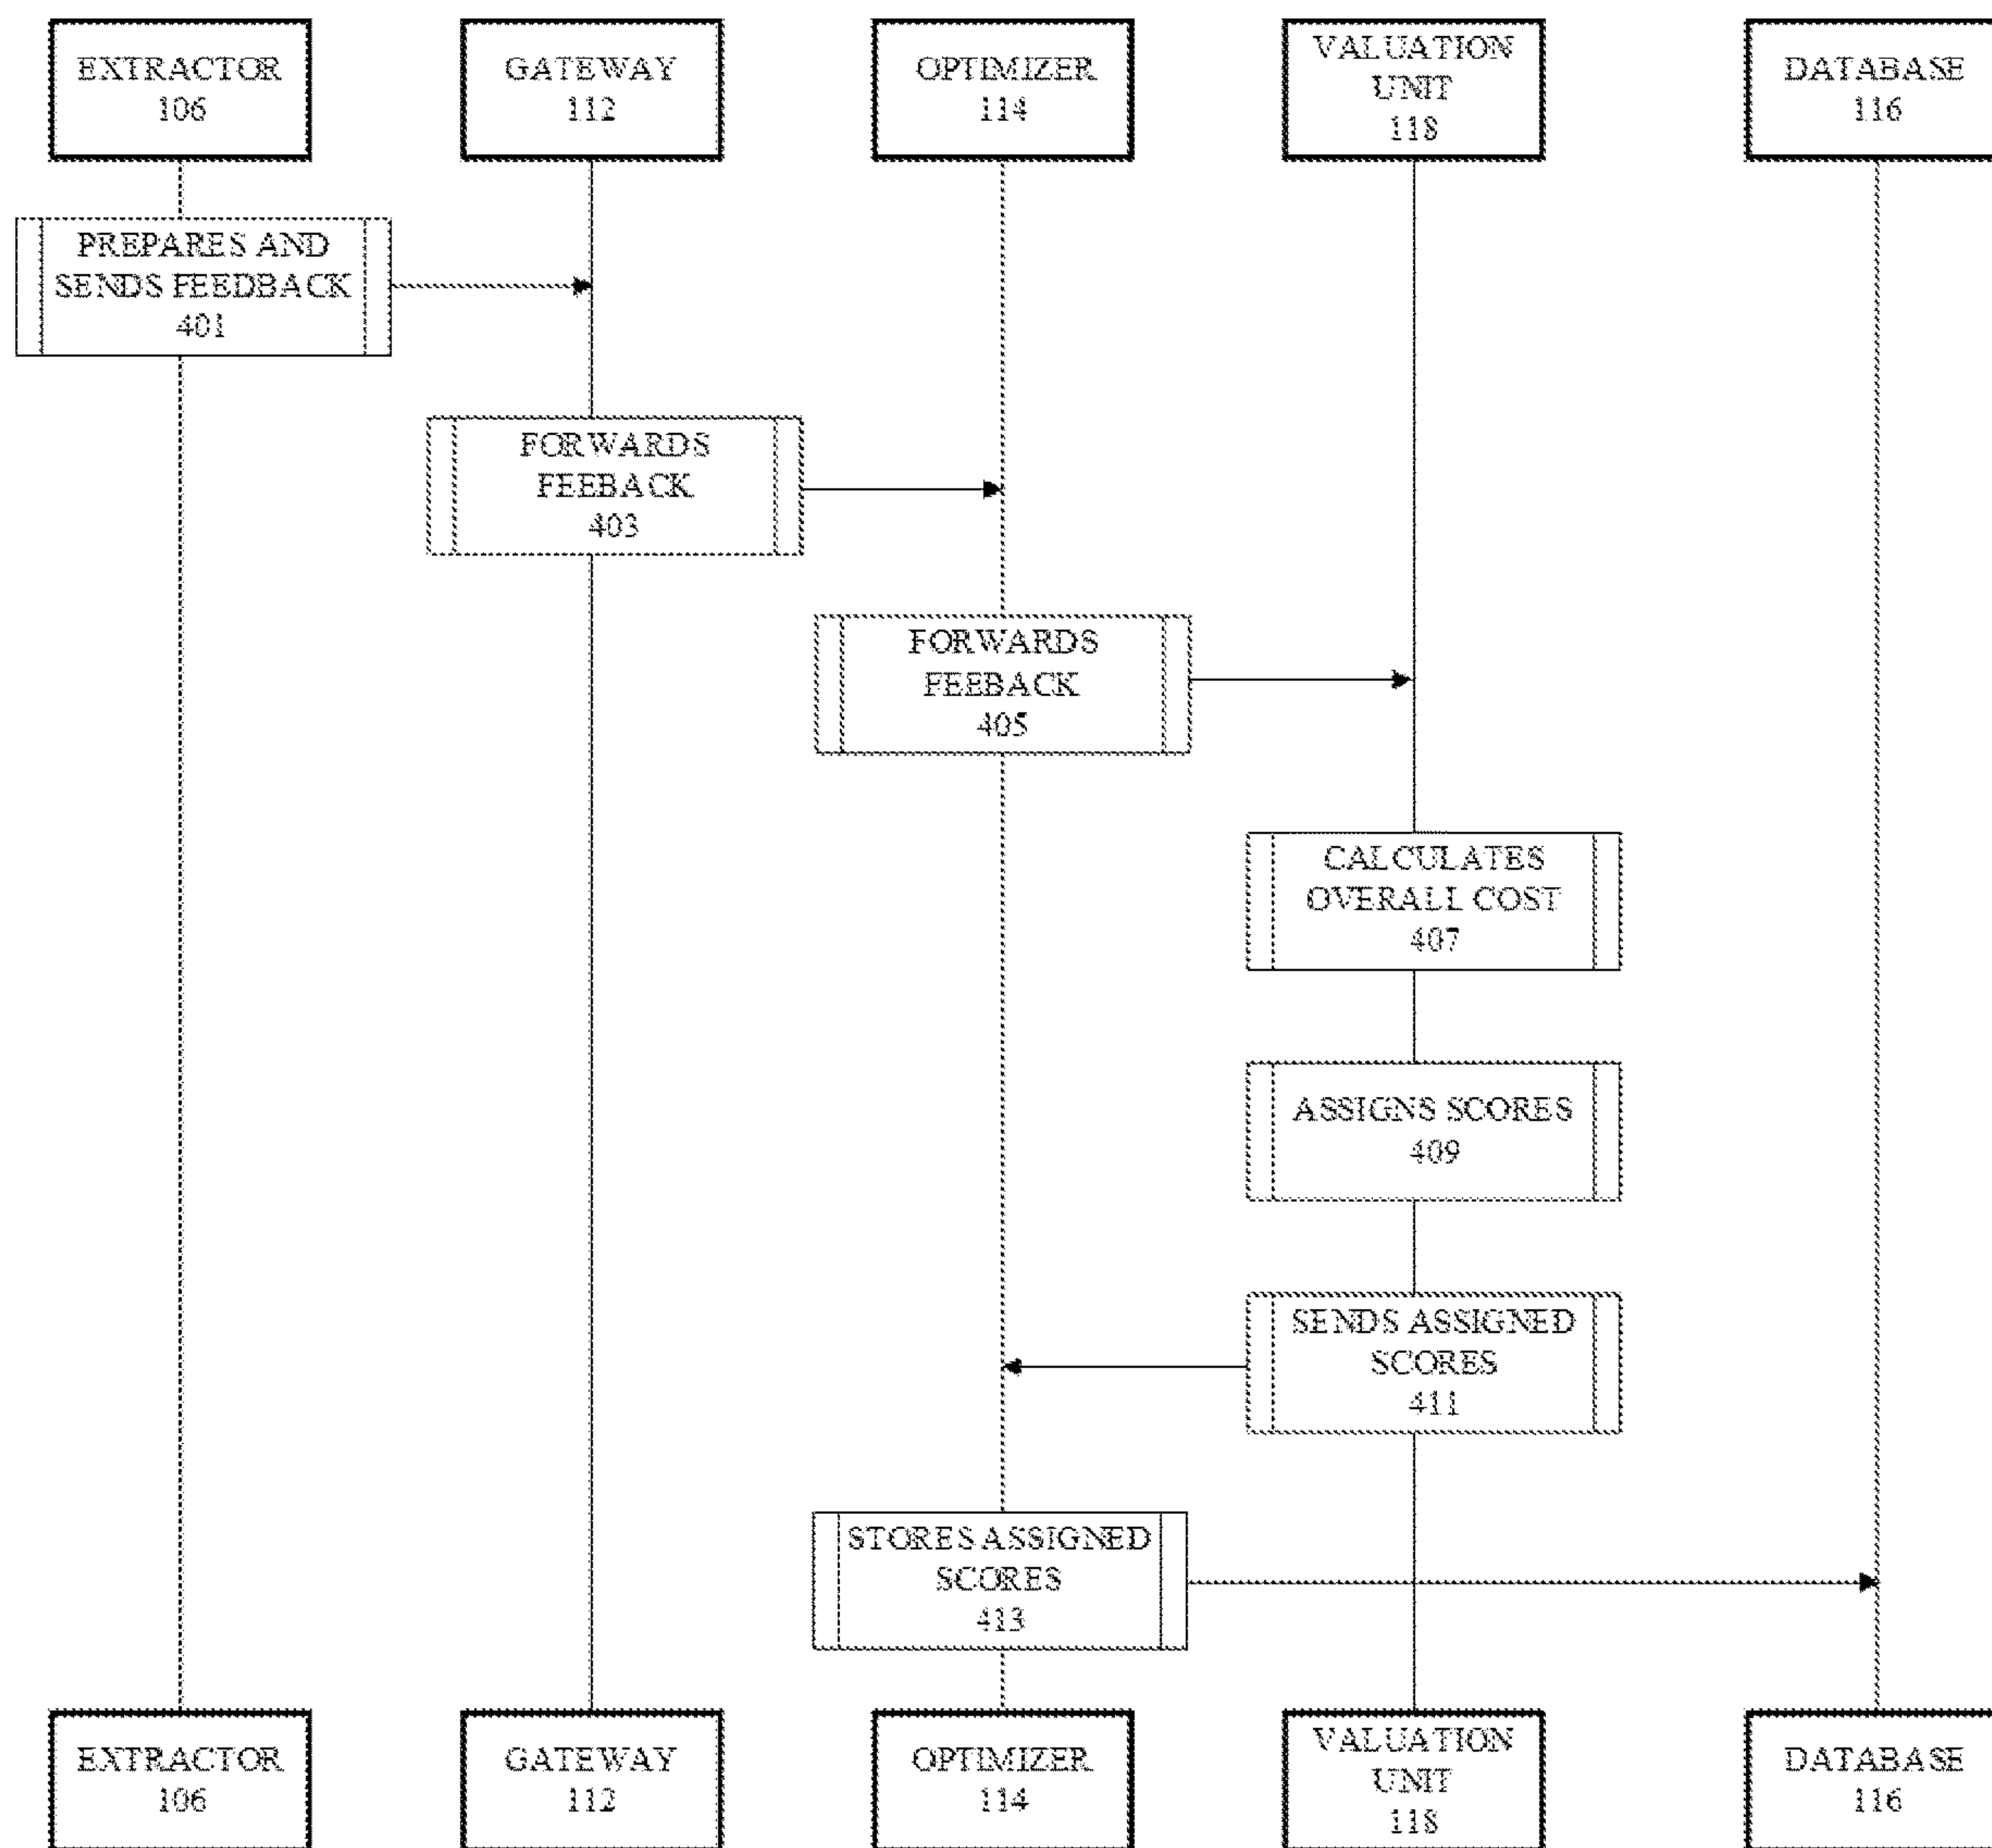 EXTRACTOR
106
GATEWAY
112
OPTIMIZER
114
VALUATION
UNIT
118
DATABASE
116
PREPARES AND
SENDS FEEDBACK
401
FORWARDS
FEEBACK
403
FORWARDS
FEEBACK
405
CALCULATES
OVERALL COST
407
ASSIGNS SCORES
409
SENDS ASSIGNED
SCORES
411
STORES ASSIGNED
SCORES
413
EXTRACTOR
106
GATEWAY
112
OPTIMIZER
114
VALUATION
UNIT
118
DATABASE
116